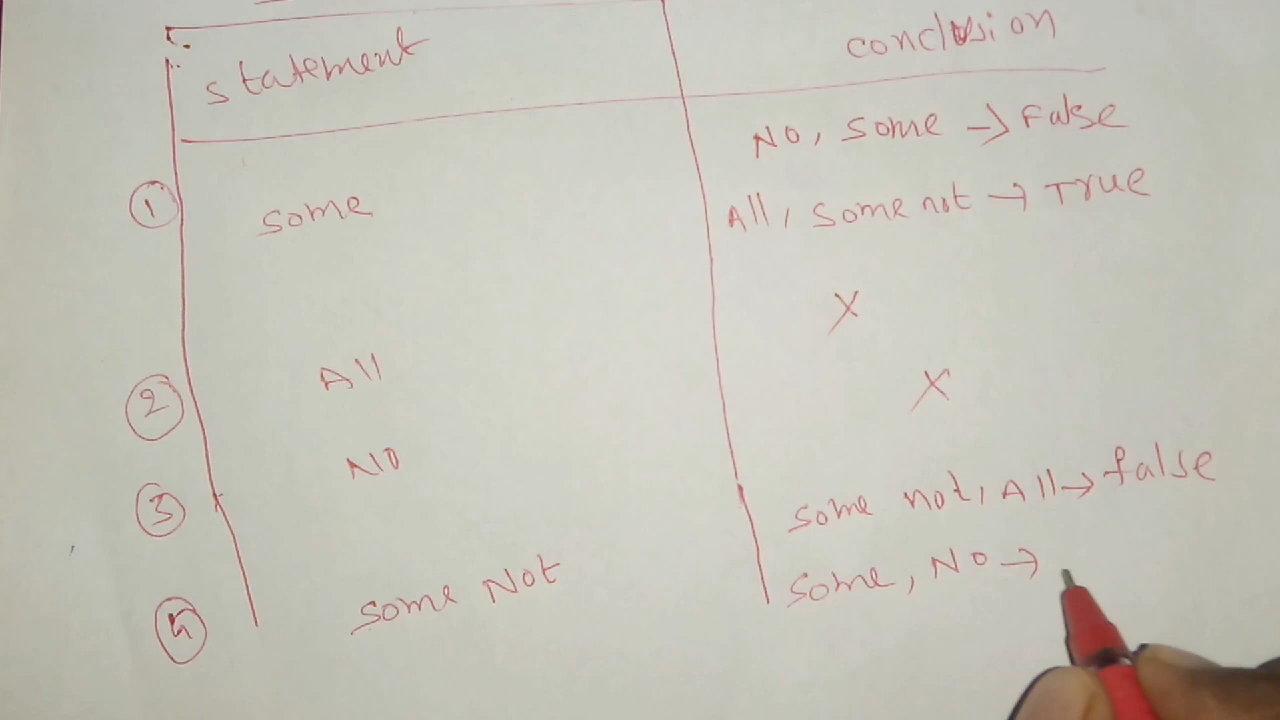 statement conclusion
No, some → False
① some All, some not → True
X
② All X
③ No some not, All → false
④ some Not some, No →